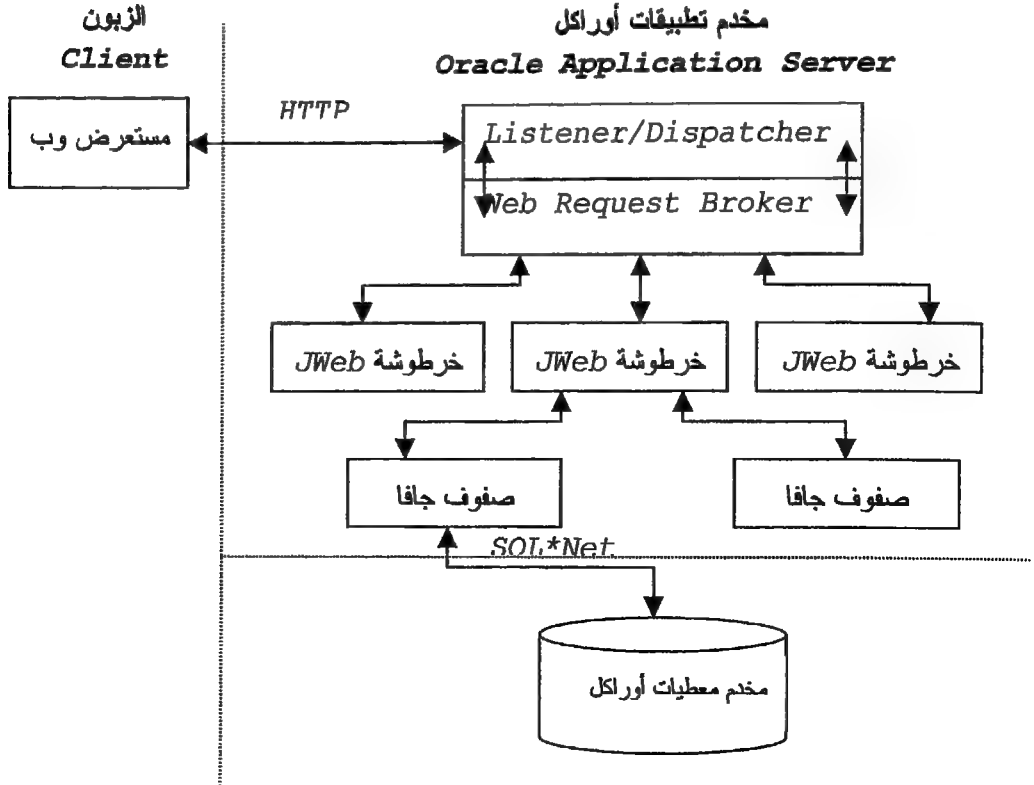 الزبون
Client
مخدم تطبيقات أوراكل
Oracle Application Server
مستعرض وب
HTTP
Listener/Dispatcher
Web Request Broker
خرطوشة JWeb
خرطوشة JWeb
خرطوشة JWeb
صفوف جافا
صفوف جافا
SQL*Net
مخدم معطيات أوراكل